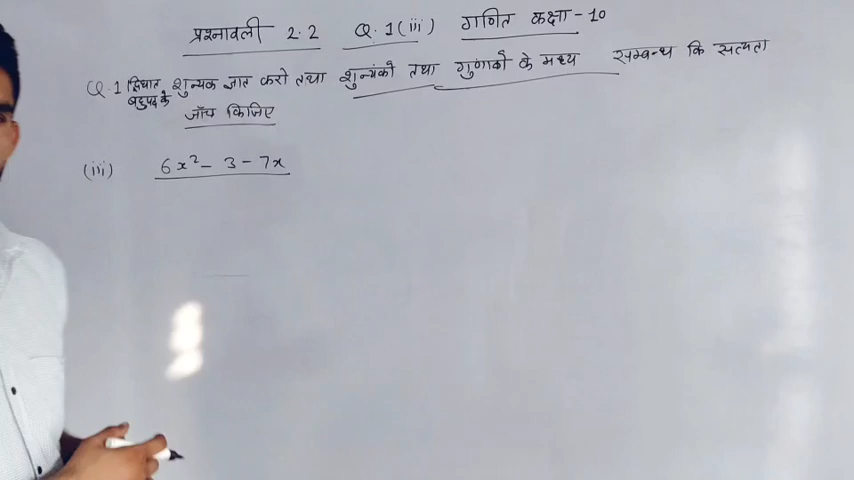 प्रश्नावली 2.2 Q.1(iii) गणित कक्षा-10
Q.1 द्विघात बहुपद के शुन्यक ज्ञात करो तथा शुन्यंको तथा गुणाको के मध्य सम्बन्ध कि सत्यता
जाँच किजिए
(iii) 6x² - 3 - 7x